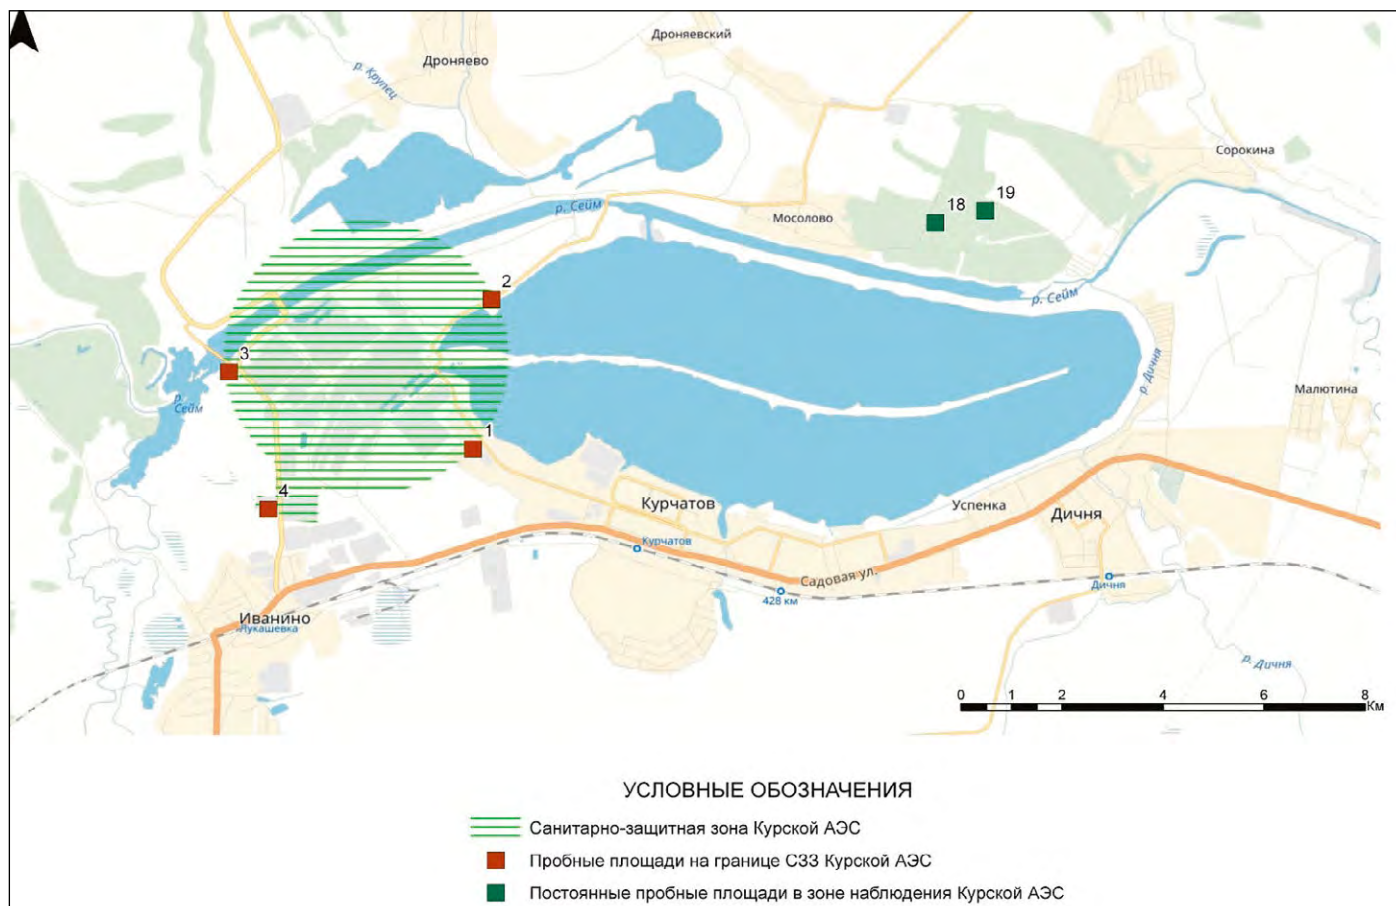 Дроняевский
Дроняево
р. Крупец
Сорокина
р. Сейм
Мосолово
18
19
2
р. Сейм
3
р.
Сейм
р. Дичня
Малютина
1
4
Курчатов
Успенка
Дичня
Курчатов
Садовая ул.
428 км
Дичня
Иванино
Лукашевка
р. Дичня
0 1 2 4 6 8
Км
УСЛОВНЫЕ ОБОЗНАЧЕНИЯ
Санитарно-защитная зона Курской АЭС
Пробные площади на границе СЗЗ Курской АЭС
Постоянные пробные площади в зоне наблюдения Курской АЭС